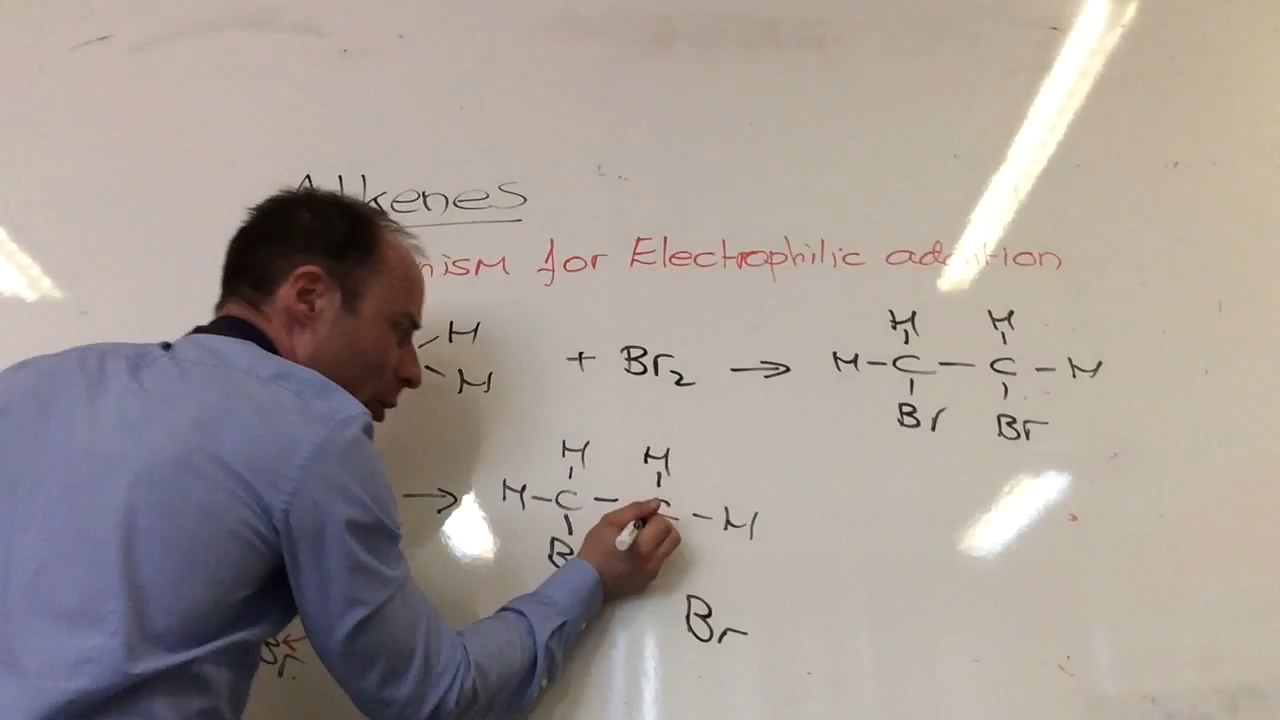 Alkenes
nism for Electrophilic addition
H H H
+ Br2 → H-C-C-H
H
Br Br
H H
→ H-C-C-H
B
Br
Br